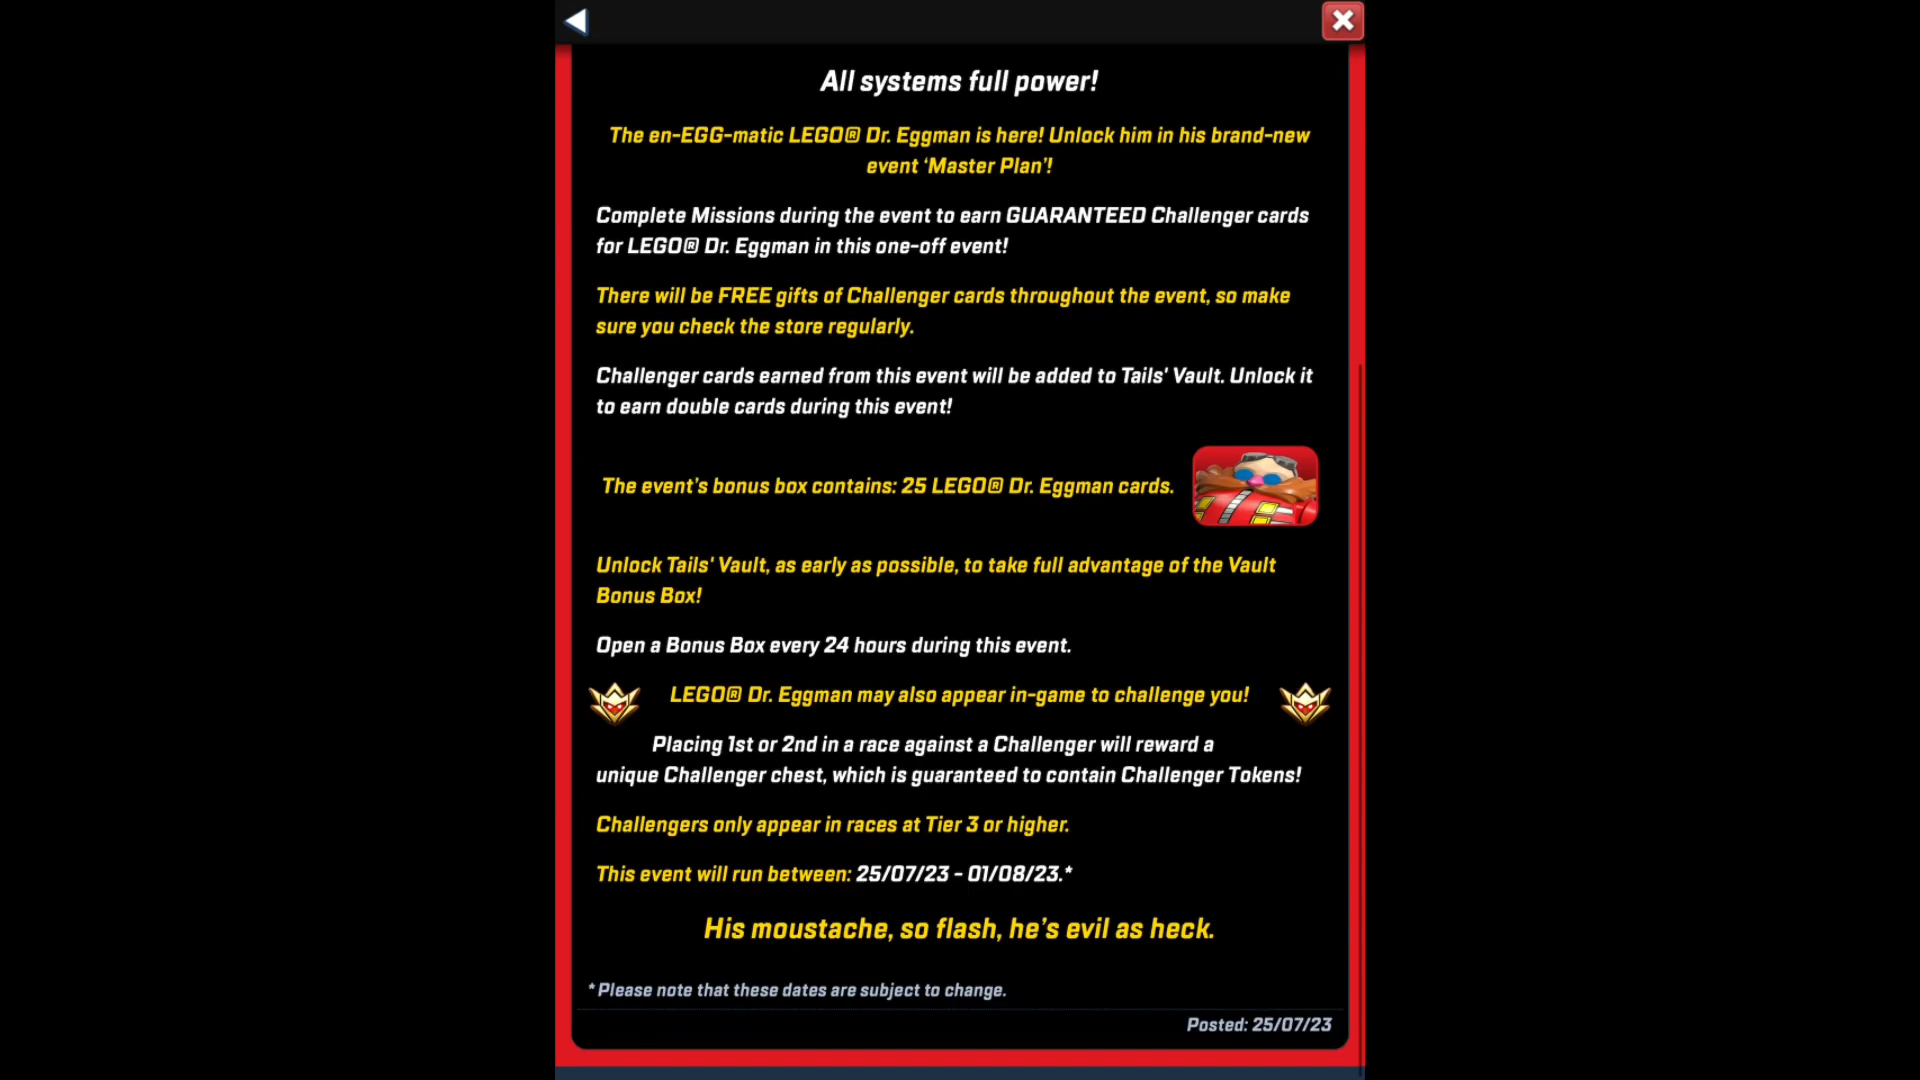 All systems full power!
The en-EGG-matic LEGO® Dr. Eggman is here! Unlock him in his brand-new
event ‘Master Plan’!
Complete Missions during the event to earn GUARANTEED Challenger cards
for LEGO® Dr. Eggman in this one-off event!
There will be FREE gifts of Challenger cards throughout the event, so make
sure you check the store regularly.
Challenger cards earned from this event will be added to Tails' Vault. Unlock it
to earn double cards during this event!
The event’s bonus box contains: 25 LEGO® Dr. Eggman cards.
Unlock Tails' Vault, as early as possible, to take full advantage of the Vault
Bonus Box!
Open a Bonus Box every 24 hours during this event.
LEGO® Dr. Eggman may also appear in-game to challenge you!
Placing 1st or 2nd in a race against a Challenger will reward a
unique Challenger chest, which is guaranteed to contain Challenger Tokens!
Challengers only appear in races at Tier 3 or higher.
This event will run between: 25/07/23 - 01/08/23.*
His moustache, so flash, he’s evil as heck.
*Please note that these dates are subject to change.
Posted: 25/07/23